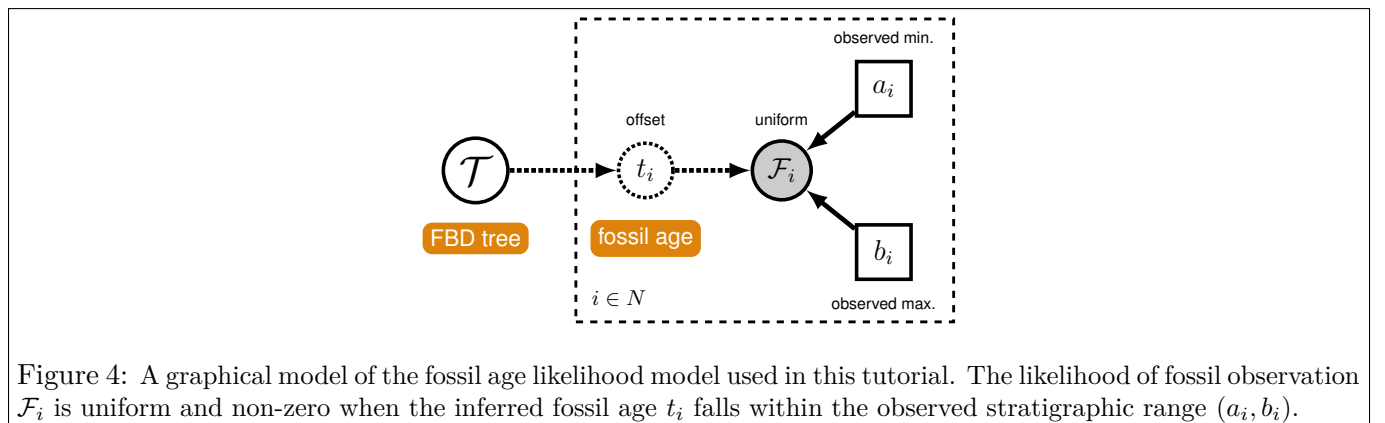 observed min.
a_i
offset
uniform
𝒯
t_i
ℱ_i
FBD tree
fossil age
b_i
i ∈ N
observed max.
Figure 4: A graphical model of the fossil age likelihood model used in this tutorial. The likelihood of fossil observation
ℱ_i is uniform and non-zero when the inferred fossil age t_i falls within the observed stratigraphic range (a_i, b_i).